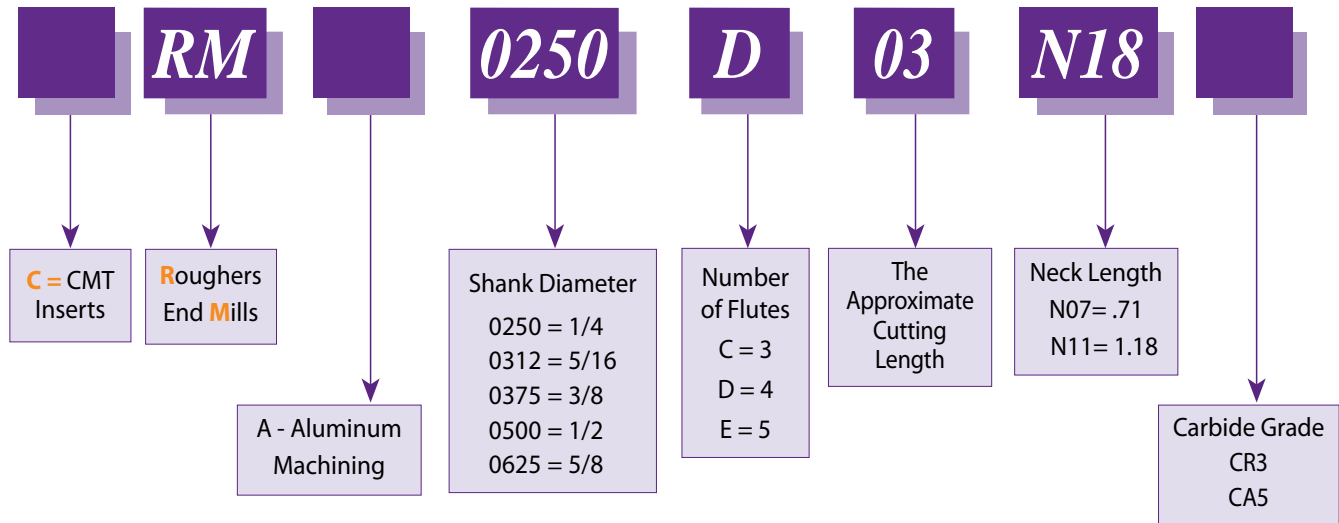 RM 0250 D 03 N18
C = CMT
Inserts
Roughers
End Mills
A - Aluminum
Machining
Shank Diameter
0250 = 1/4
0312 = 5/16
0375 = 3/8
0500 = 1/2
0625 = 5/8
Number
of Flutes
C = 3
D = 4
E = 5
The
Approximate
Cutting
Length
Neck Length
N07= .71
N11= 1.18
Carbide Grade
CR3
CA5